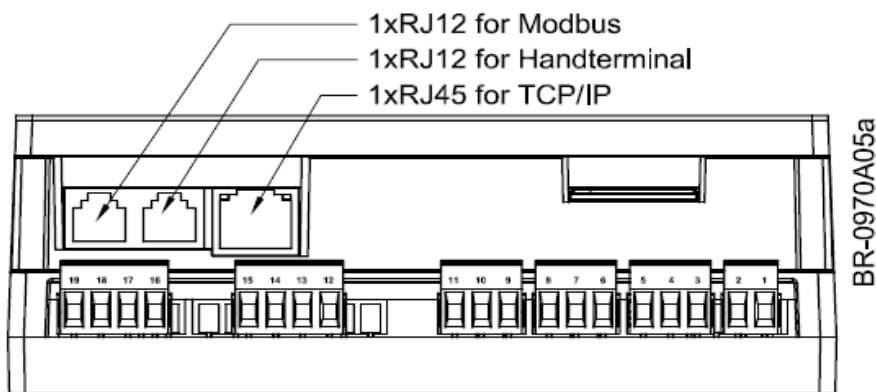 1xRJ12 for Modbus
1xRJ12 for Handterminal
1xRJ45 for TCP/IP
BR-0970A05a
19 18 17 16 15 14 13 12 11 10 9 8 7 6 5 4 3 2 1